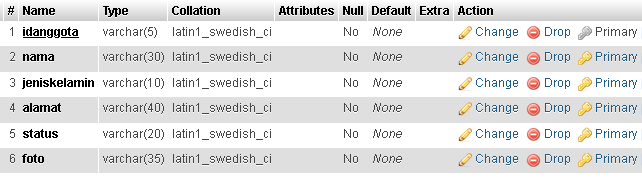 # Name Type Collation Attributes Null Default Extra Action
1 idanggota varchar(5) latin1_swedish_ci No None Change Drop Primary
2 nama varchar(30) latin1_swedish_ci No None Change Drop Primary
3 jeniskelamin varchar(10) latin1_swedish_ci No None Change Drop Primary
4 alamat varchar(40) latin1_swedish_ci No None Change Drop Primary
5 status varchar(20) latin1_swedish_ci No None Change Drop Primary
6 foto varchar(35) latin1_swedish_ci No None Change Drop Primary